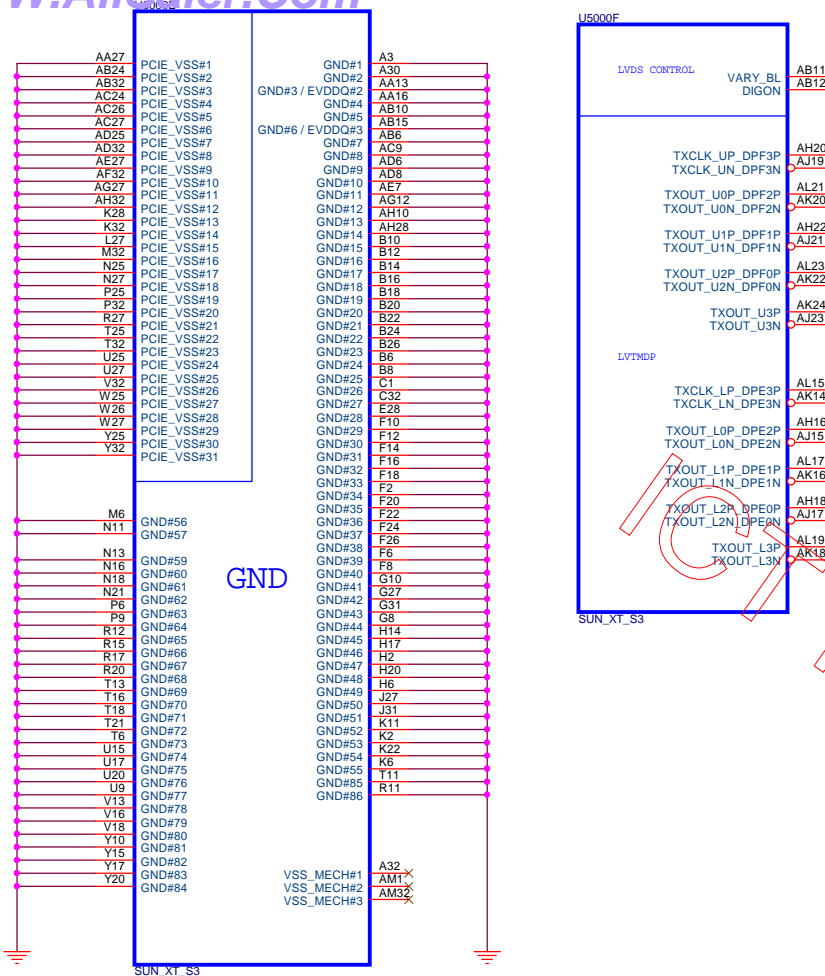 U5000E
AA27 PCIE_VSS#1 GND#1 A3
AB24 PCIE_VSS#2 GND#2 A30
AB32 PCIE_VSS#3 GND#3 / EVDDQ#2 AA13
AC24 PCIE_VSS#4 GND#4 AA16
AC26 PCIE_VSS#5 GND#5 AB10
AC27 PCIE_VSS#6 GND#6 / EVDDQ#3 AB15
AD25 PCIE_VSS#7 GND#7 AB6
AD32 PCIE_VSS#8 GND#8 AC9
AE27 PCIE_VSS#9 GND#9 AD6
AF32 PCIE_VSS#10 GND#10 AD8
AG27 PCIE_VSS#11 GND#11 AE7
AH32 PCIE_VSS#12 GND#12 AG12
K28 PCIE_VSS#13 GND#13 AH10
K32 PCIE_VSS#14 GND#14 AH28
L27 PCIE_VSS#15 GND#15 B10
M32 PCIE_VSS#16 GND#16 B12
N25 PCIE_VSS#17 GND#17 B14
N27 PCIE_VSS#18 GND#18 B16
P25 PCIE_VSS#19 GND#19 B18
P32 PCIE_VSS#20 GND#20 B20
R27 PCIE_VSS#21 GND#21 B22
T25 PCIE_VSS#22 GND#22 B24
T32 PCIE_VSS#23 GND#23 B26
U25 PCIE_VSS#24 GND#24 B6
U27 PCIE_VSS#25 GND#25 B8
V32 PCIE_VSS#26 GND#26 C1
W25 PCIE_VSS#27 GND#27 C32
W26 PCIE_VSS#28 GND#28 E28
W27 PCIE_VSS#29 GND#29 F10
Y25 PCIE_VSS#30 GND#30 F12
Y32 PCIE_VSS#31 GND#31 F14
GND#32 F16
GND#33 F18
GND#34 F2
GND#35 F20
M6 GND#56 GND#36 F22
N11 GND#57 GND#37 F24
GND#38 F26
N13 GND#59 GND#39 F6
N16 GND#60 GND#40 F8
N18 GND#61 GND#41 G10
N21 GND#62 GND#42 G27
P6 GND#63 GND#43 G31
P9 GND#64 GND#44 G8
R12 GND#65 GND#45 H14
R15 GND#66 GND#46 H17
R17 GND#67 GND#47 H2
R20 GND#68 GND#48 H20
T13 GND#69 GND#49 H6
T16 GND#70 GND#50 J27
T18 GND#71 GND#51 J31
T21 GND#72 GND#52 K11
T6 GND#73 GND#53 K2
U15 GND#74 GND#54 K22
U17 GND#75 GND#55 K6
U20 GND#76 GND#85 T11
U9 GND#77 GND#86 R11
V13 GND#78
V16 GND#79
V18 GND#80
Y10 GND#81
Y15 GND#82
Y17 GND#83 VSS_MECH#1 A32
Y20 GND#84 VSS_MECH#2 AM1
VSS_MECH#3 AM32
GND
SUN_XT_S3
U5000F
LVDS CONTROL
VARY_BL AB11
DIGON AB12
TXCLK_UP_DPF3P AH20
TXCLK_UN_DPF3N AJ19
TXOUT_U0P_DPF2P AL21
TXOUT_U0N_DPF2N AK20
TXOUT_U1P_DPF1P AH22
TXOUT_U1N_DPF1N AJ21
TXOUT_U2P_DPF0P AL23
TXOUT_U2N_DPF0N AK22
TXOUT_U3P AK24
TXOUT_U3N AJ23
LVTMDP
TXCLK_LP_DPE3P AL15
TXCLK_LN_DPE3N AK14
TXOUT_L0P_DPE2P AH16
TXOUT_L0N_DPE2N AJ15
TXOUT_L1P_DPE1P AL17
TXOUT_L1N_DPE1N AK16
TXOUT_L2P_DPE0P AH18
TXOUT_L2N_DPE0N AJ17
TXOUT_L3P AL19
TXOUT_L3N AK18
SUN_XT_S3